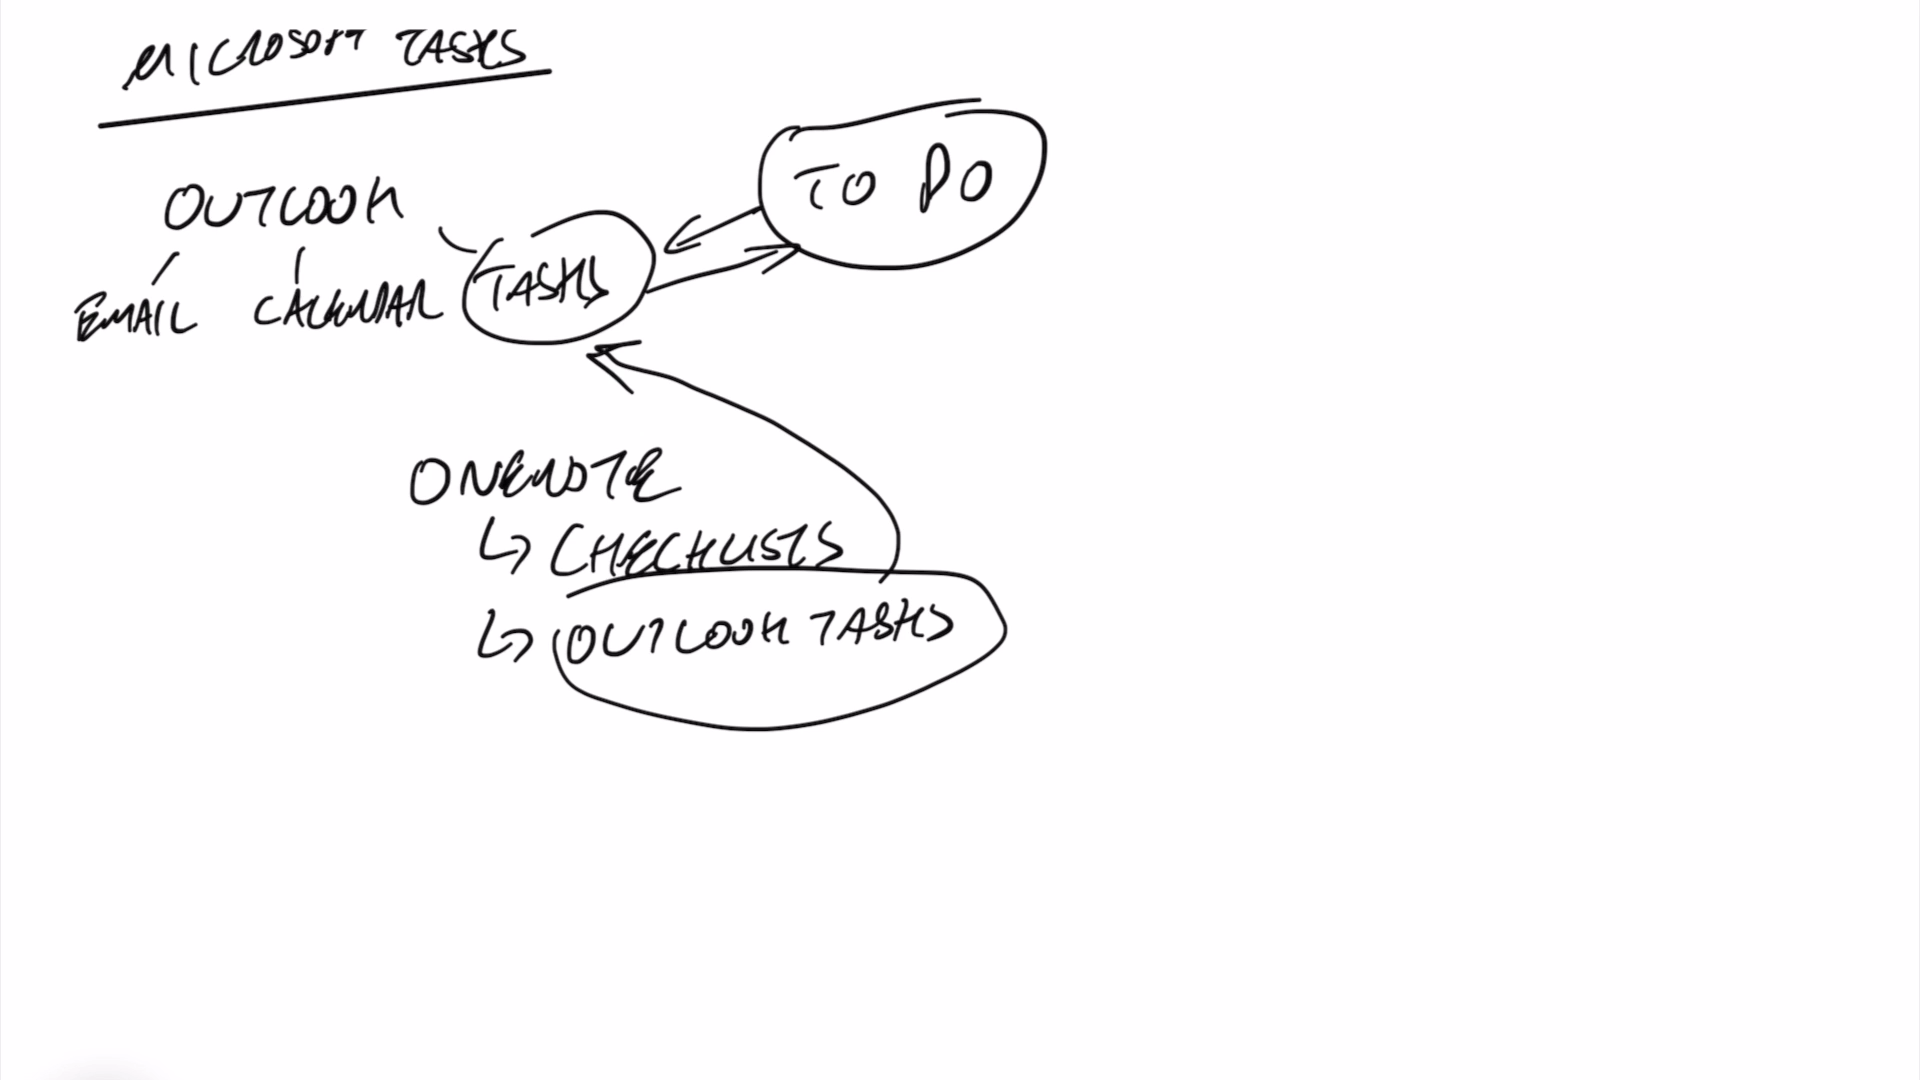 MICROSOFT TASKS
TO DO
OUTLOOK
EMAIL CALENDAR TASKS
ONENOTE
↳ CHECKLISTS
↳ OUTLOOK TASKS